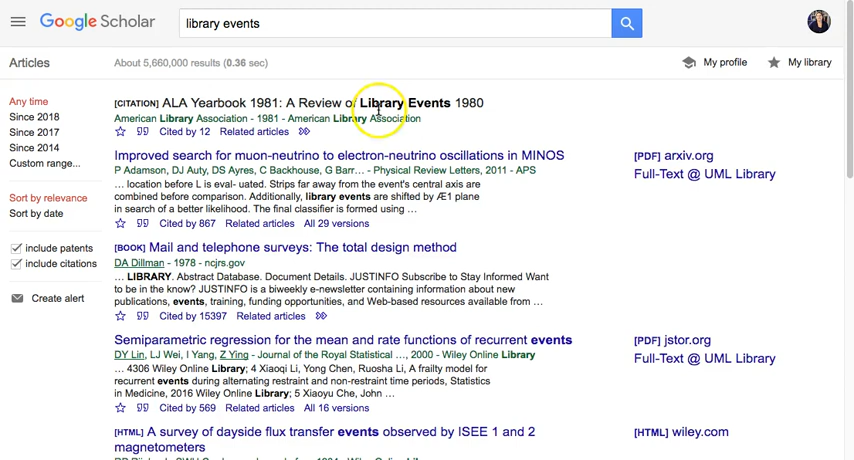 Google Scholar
library events
Articles
About 5,660,000 results (0.36 sec)
My profile
My library
Any time
Since 2018
Since 2017
Since 2014
Custom range...
Sort by relevance
Sort by date
include patents
include citations
Create alert
[CITATION] ALA Yearbook 1981: A Review of Library Events 1980
American Library Association - 1981 - American Library Association
Cited by 12 Related articles
Improved search for muon-neutrino to electron-neutrino oscillations in MINOS
P Adamson, DJ Auty, DS Ayres, C Backhouse, G Barr… - Physical Review Letters, 2011 - APS
... location before L is eval- uated. Strips far away from the event's central axis are
combined before comparison. Additionally, library events are shifted by Æ1 plane
in search of a better likelihood. The final classifier is formed using ...
Cited by 867 Related articles All 29 versions
[PDF] arxiv.org
Full-Text @ UML Library
[BOOK] Mail and telephone surveys: The total design method
DA Dillman - 1978 - ncjrs.gov
... LIBRARY. Abstract Database. Document Details. JUSTINFO Subscribe to Stay Informed Want
to be in the know? JUSTINFO is a biweekly e-newsletter containing information about new
publications, events, training, funding opportunities, and Web-based resources available from ...
Cited by 15397 Related articles
Semiparametric regression for the mean and rate functions of recurrent events
DY Lin, LJ Wei, I Yang, Z Ying - Journal of the Royal Statistical …, 2000 - Wiley Online Library
... 4306 Wiley Online Library; 4 Xiaoqi Li, Yong Chen, Ruosha Li, A frailty model for
recurrent events during alternating restraint and non-restraint time periods, Statistics
in Medicine, 2016 Wiley Online Library; 5 Xiaoyu Che, John ...
Cited by 569 Related articles All 16 versions
[PDF] jstor.org
Full-Text @ UML Library
[HTML] A survey of dayside flux transfer events observed by ISEE 1 and 2
magnetometers
[HTML] wiley.com